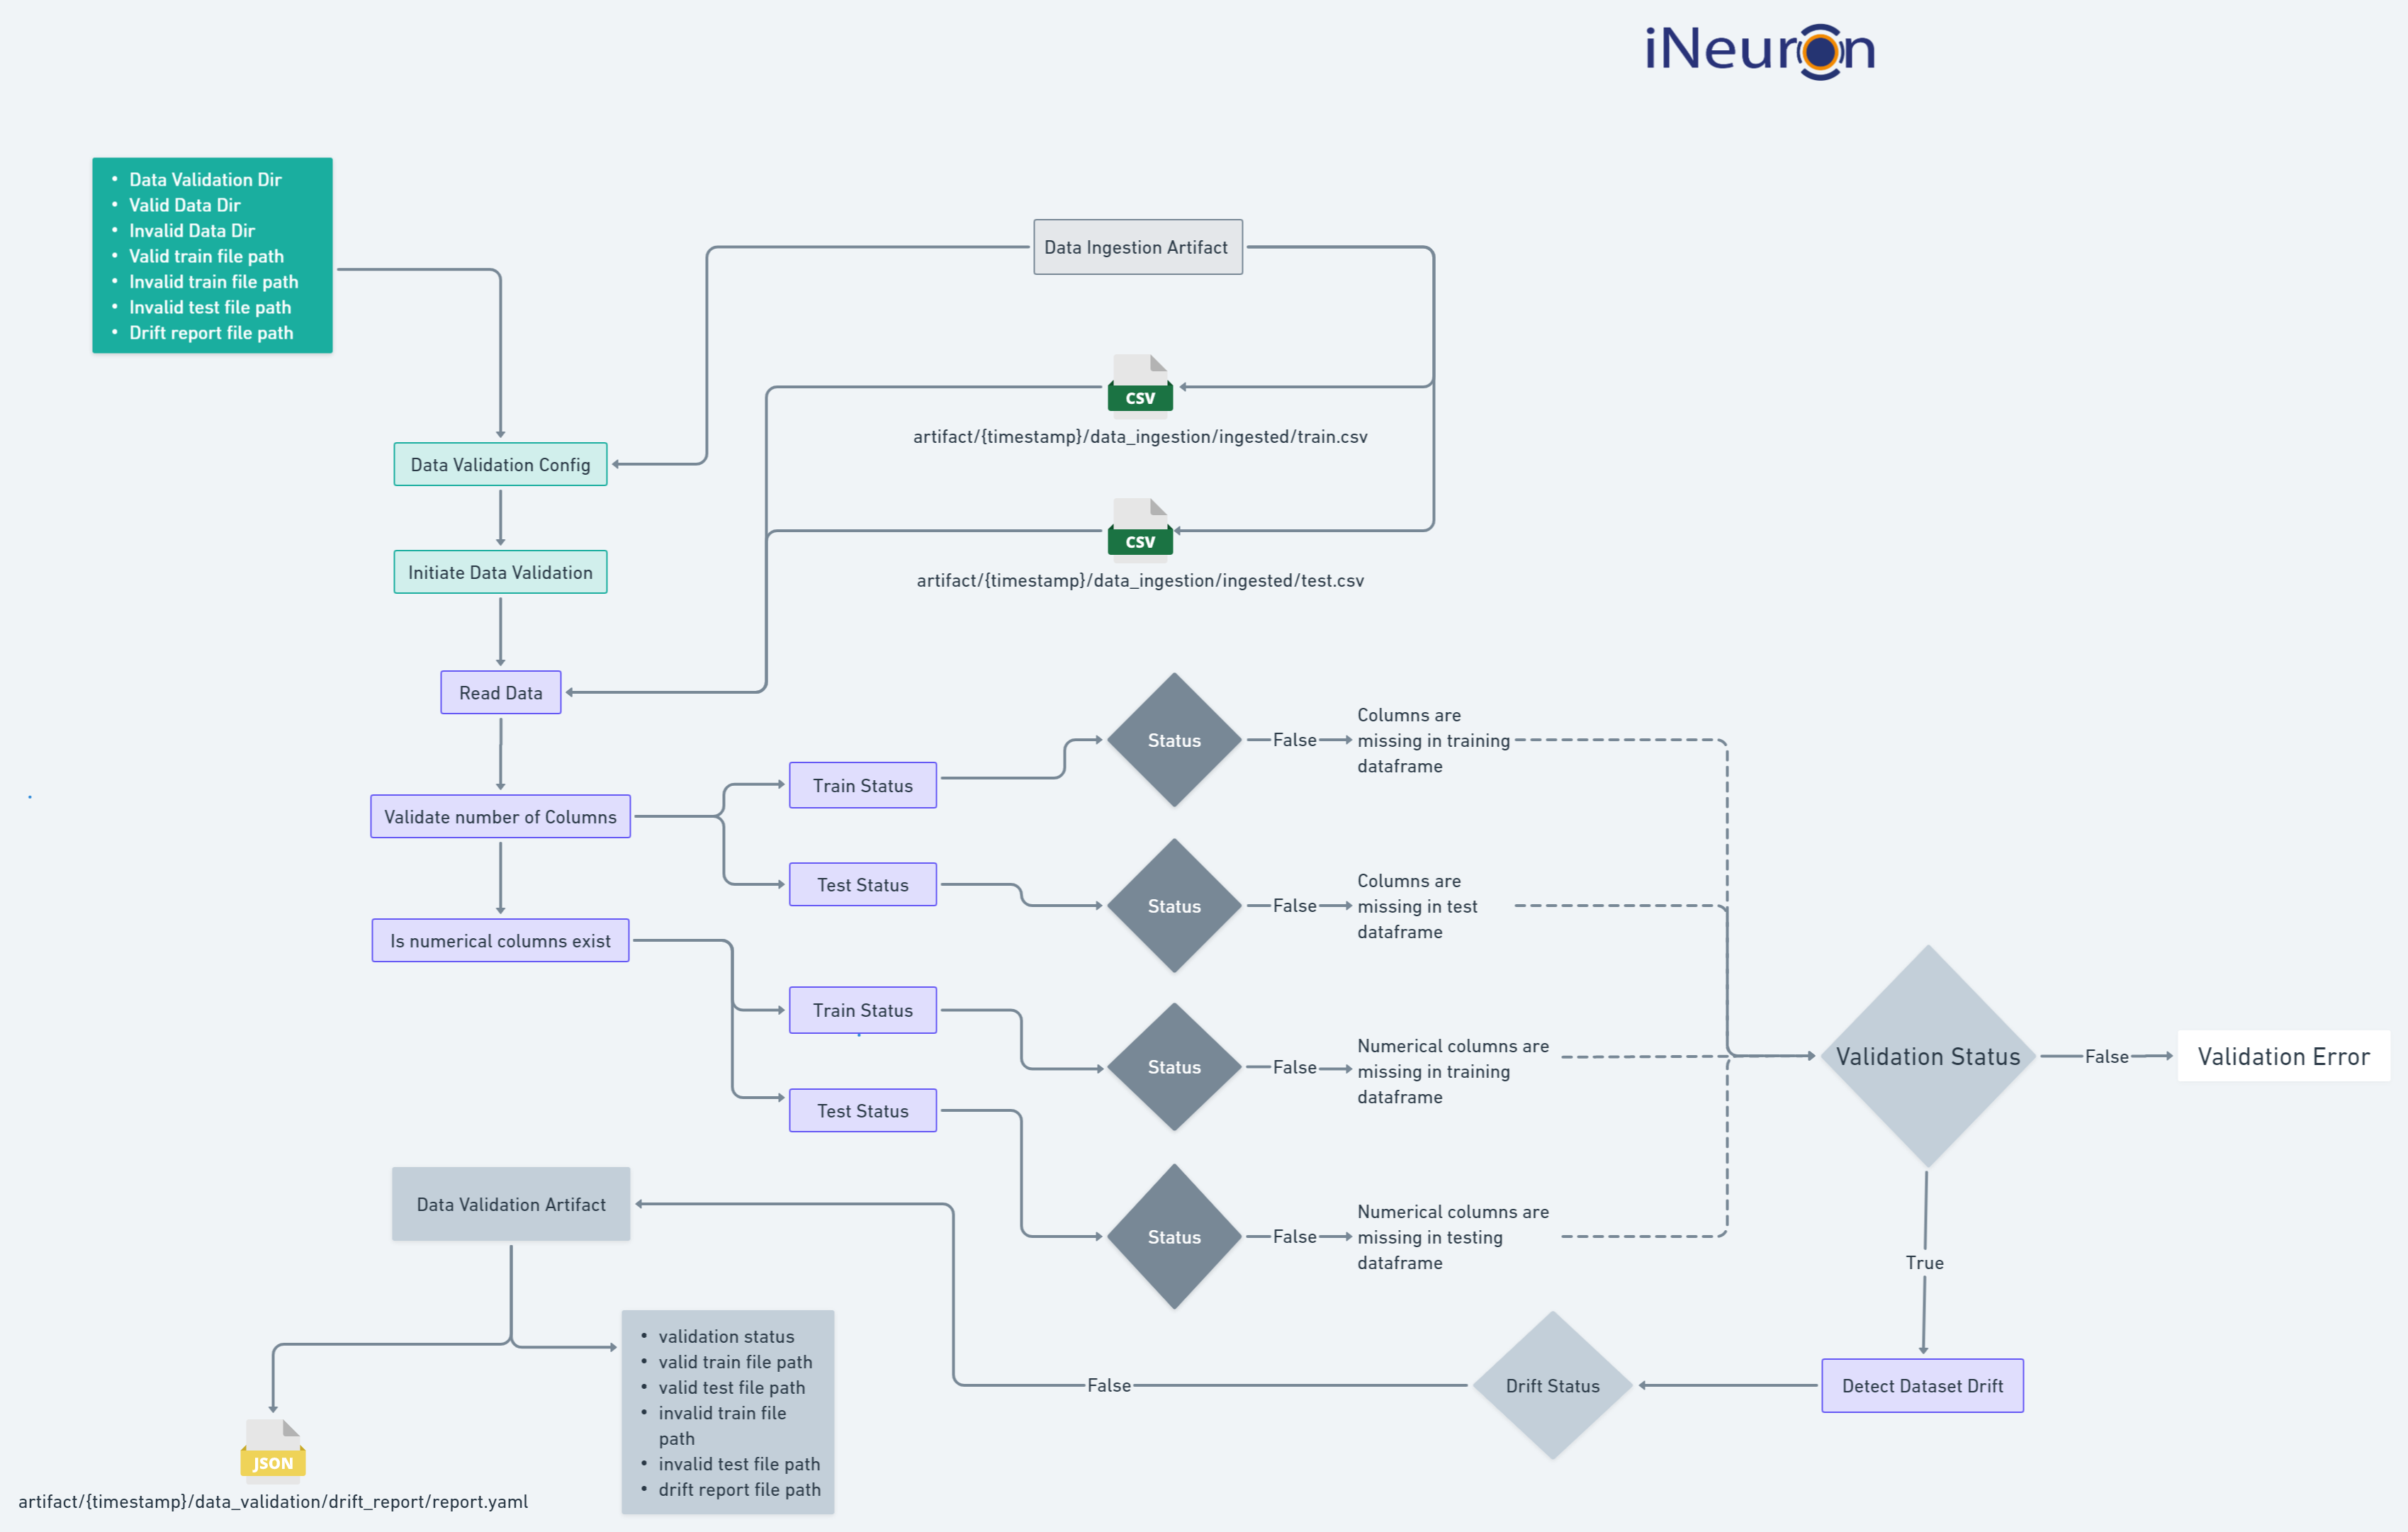 iNeuron
• Data Validation Dir
• Valid Data Dir
• Invalid Data Dir
• Valid train file path
• Invalid train file path
• Invalid test file path
• Drift report file path
Data Ingestion Artifact
CSV
artifact/{timestamp}/data_ingestion/ingested/train.csv
Data Validation Config
CSV
artifact/{timestamp}/data_ingestion/ingested/test.csv
Initiate Data Validation
Read Data
Validate number of Columns
Train Status
Status
False
Columns are
missing in training
dataframe
Test Status
Status
False
Columns are
missing in test
dataframe
Is numerical columns exist
Train Status
Status
False
Numerical columns are
missing in training
dataframe
Test Status
Status
False
Numerical columns are
missing in testing
dataframe
Validation Status
False
Validation Error
True
Detect Dataset Drift
Drift Status
False
Data Validation Artifact
• validation status
• valid train file path
• valid test file path
• invalid train file
path
• invalid test file path
• drift report file path
JSON
artifact/{timestamp}/data_validation/drift_report/report.yaml